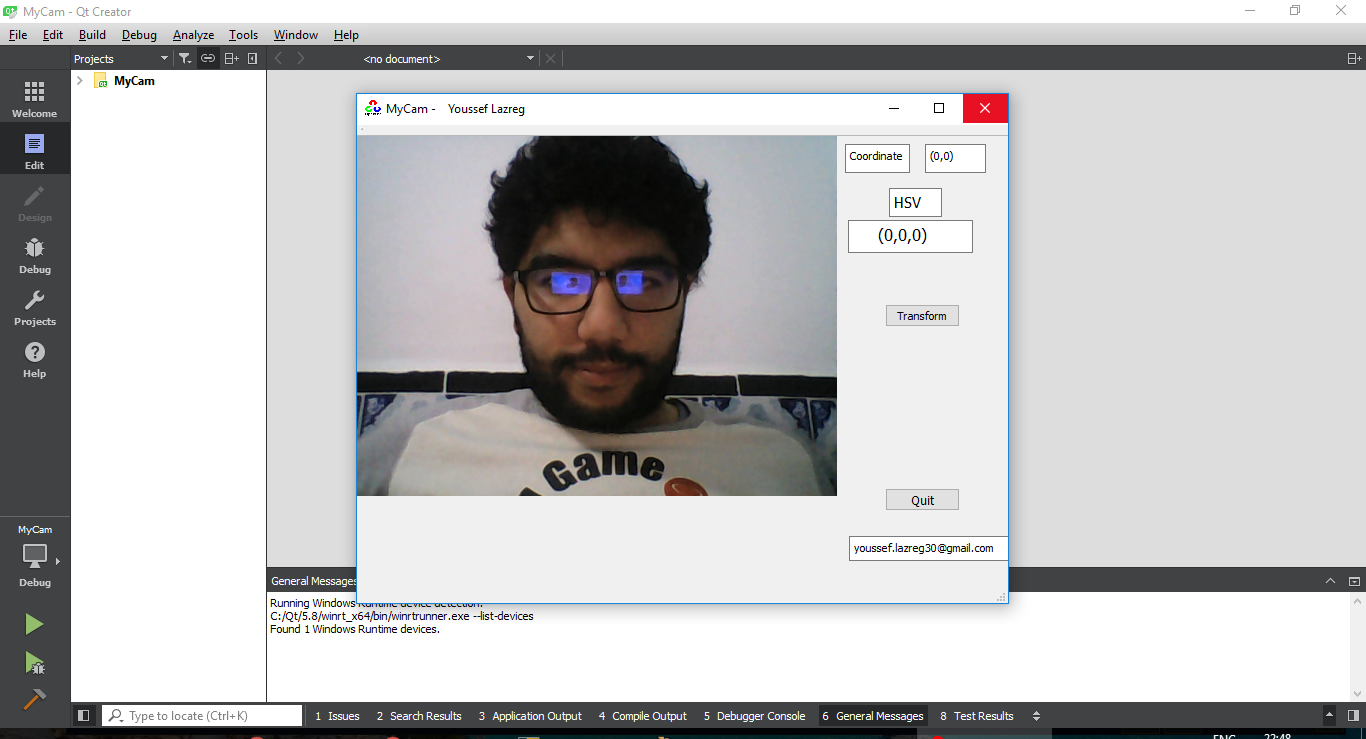 MyCam - Qt Creator
File Edit Build Debug Analyze Tools Window Help
Projects <no document>
MyCam
Welcome
Edit
Design
Debug
Projects
Help
MyCam - Youssef Lazreg
Coordinate (0,0)
HSV
(0,0,0)
Transform
Game
Quit
youssef.lazreg30@gmail.com
MyCam
Debug
General Messages
Running Windows Runtime device detection.
C:/Qt/5.8/winrt_x64/bin/winrtrunner.exe --list-devices
Found 1 Windows Runtime devices.
Type to locate (Ctrl+K) 1 Issues 2 Search Results 3 Application Output 4 Compile Output 5 Debugger Console 6 General Messages 8 Test Results
ENG 22:48